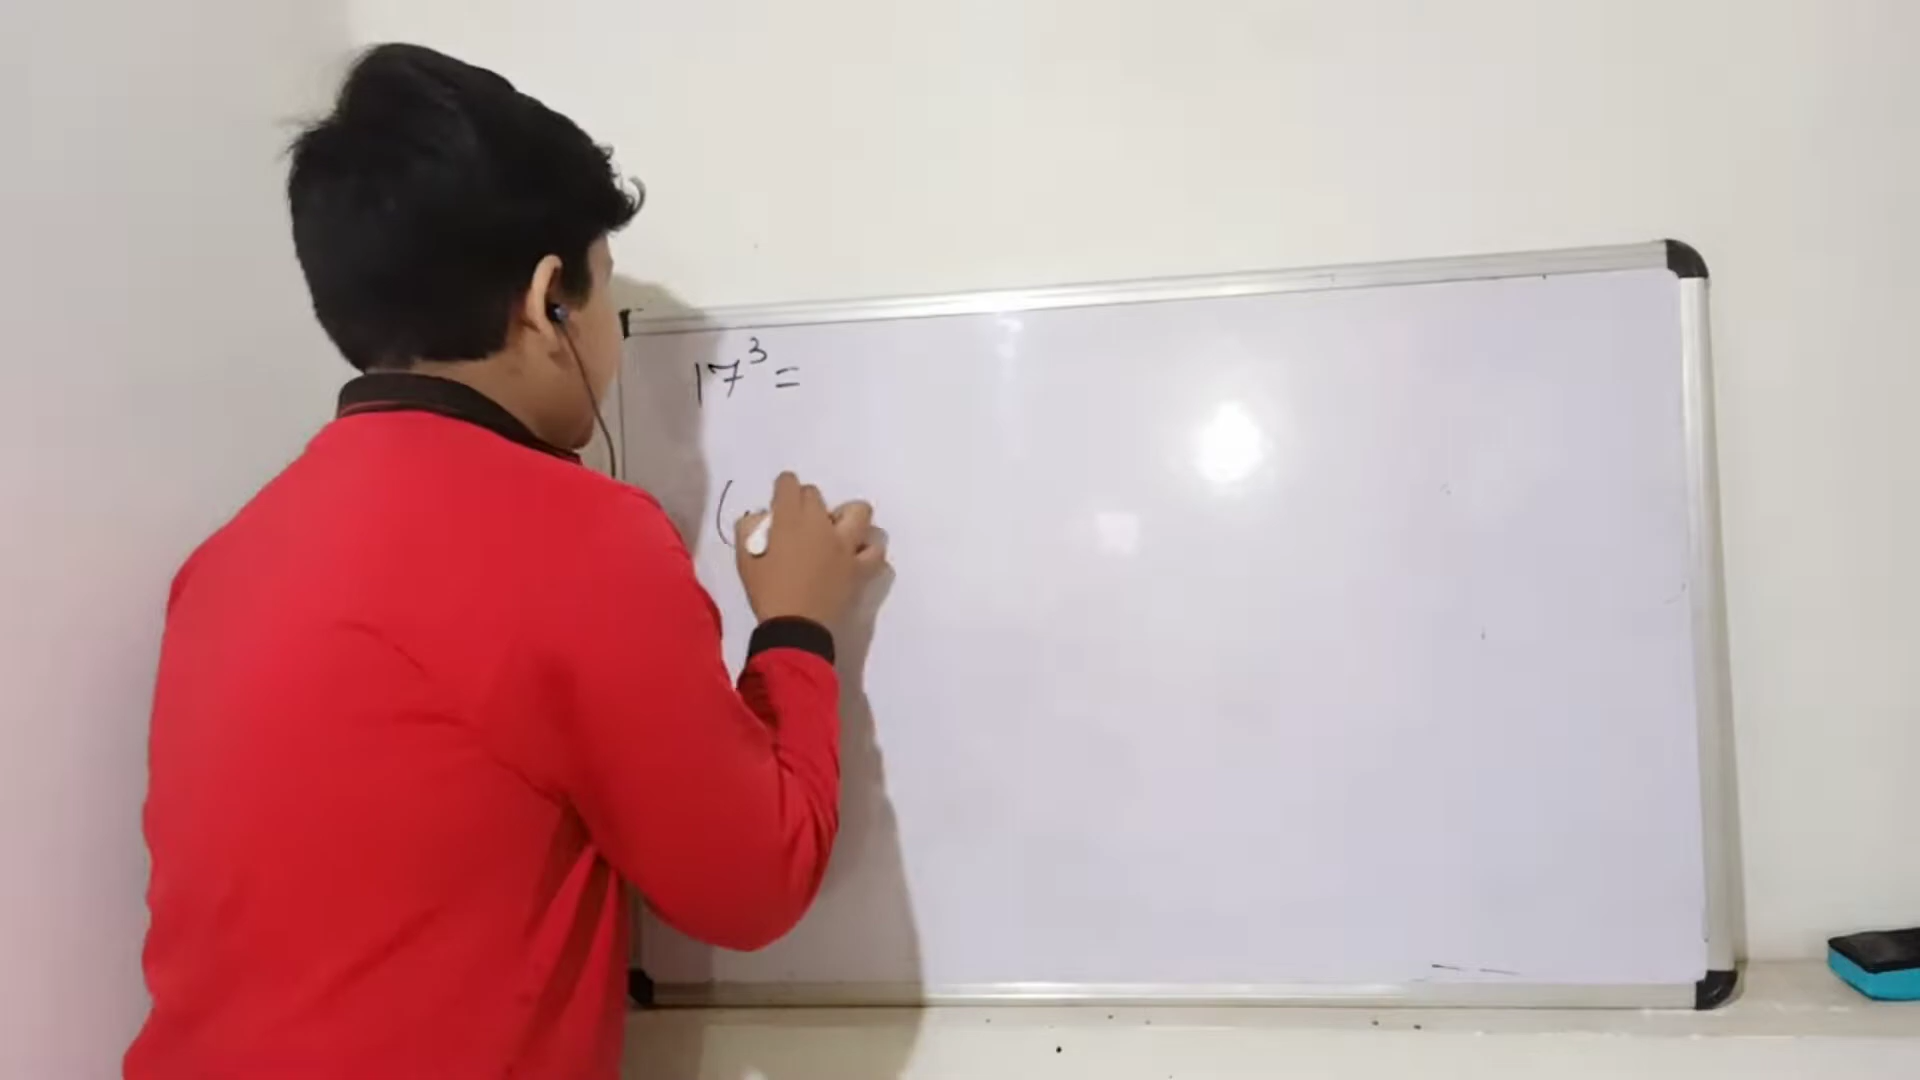 17³ =
(